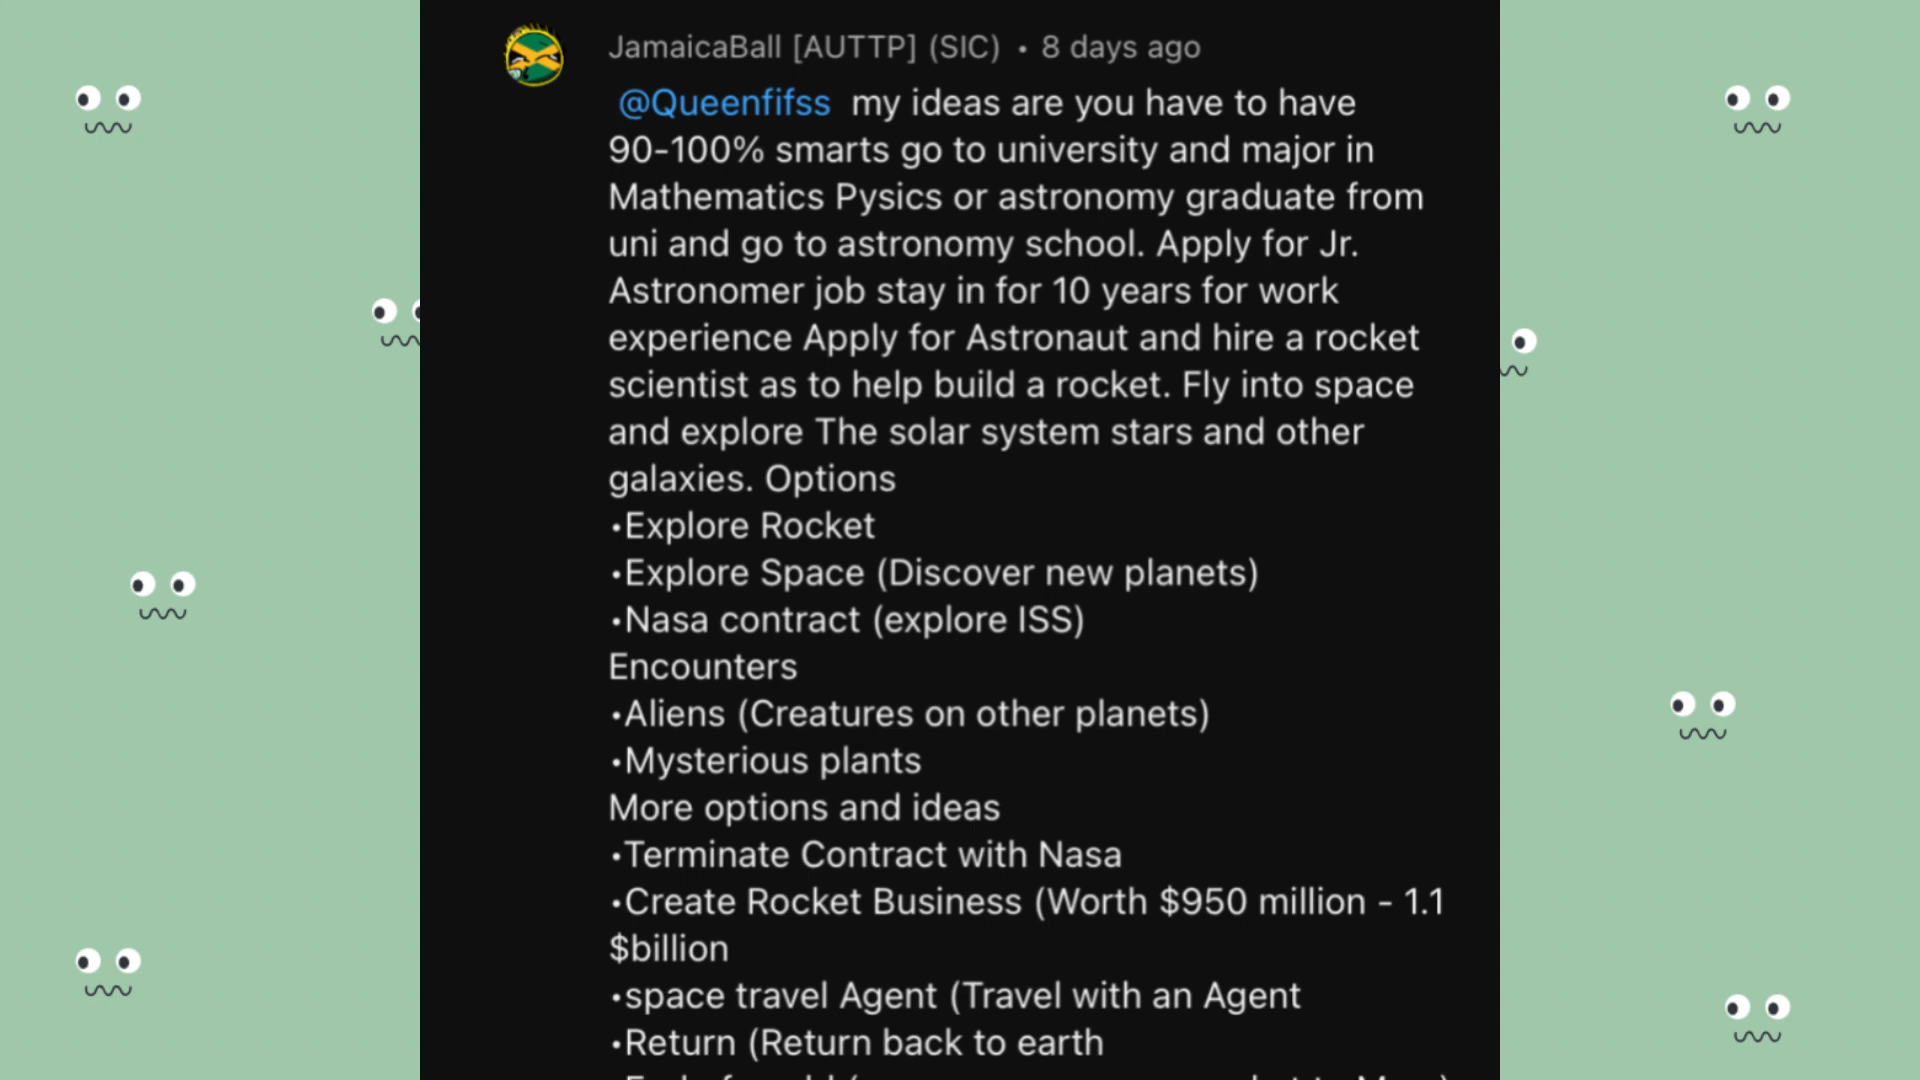 JamaicaBall [AUTTP] (SIC) • 8 days ago
@Queenfifss my ideas are you have to have
90-100% smarts go to university and major in
Mathematics Pysics or astronomy graduate from
uni and go to astronomy school. Apply for Jr.
Astronomer job stay in for 10 years for work
experience Apply for Astronaut and hire a rocket
scientist as to help build a rocket. Fly into space
and explore The solar system stars and other
galaxies. Options
•Explore Rocket
•Explore Space (Discover new planets)
•Nasa contract (explore ISS)
Encounters
•Aliens (Creatures on other planets)
•Mysterious plants
More options and ideas
•Terminate Contract with Nasa
•Create Rocket Business (Worth $950 million - 1.1
$billion
•space travel Agent (Travel with an Agent
•Return (Return back to earth